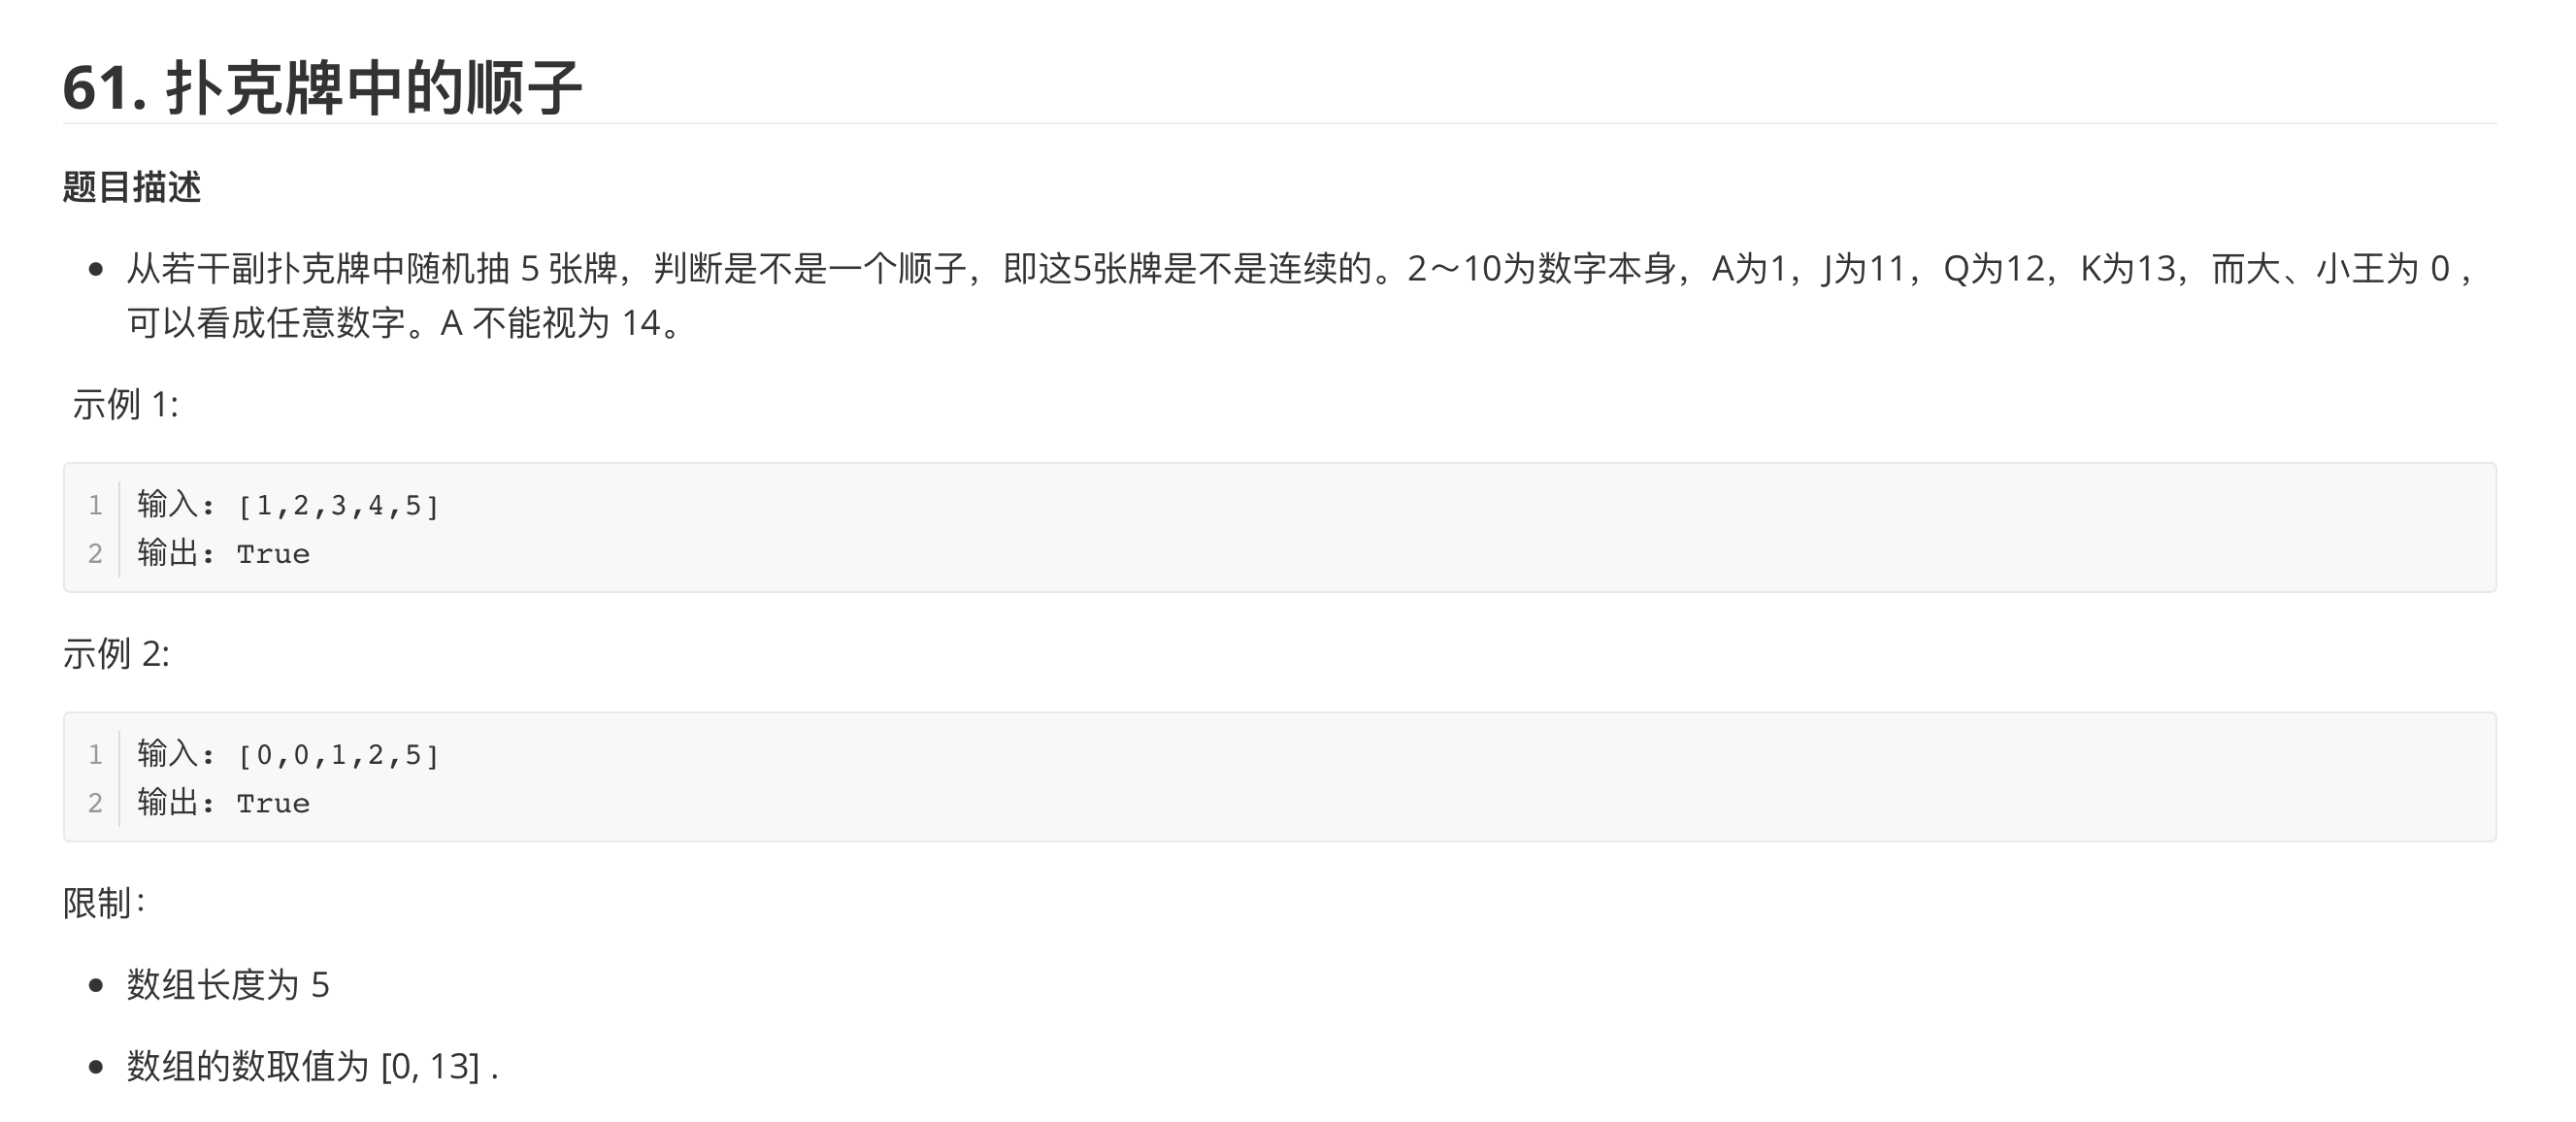 61. 扑克牌中的顺子
题目描述
• 从若干副扑克牌中随机抽 5 张牌，判断是不是一个顺子，即这5张牌是不是连续的。2～10为数字本身，A为1，J为11，Q为12，K为13，而大、小王为 0 ，
可以看成任意数字。A 不能视为 14。
示例 1:
1 输入: [1,2,3,4,5]
2 输出: True
示例 2:
1 输入: [0,0,1,2,5]
2 输出: True
限制：
• 数组长度为 5
• 数组的数取值为 [0, 13] .